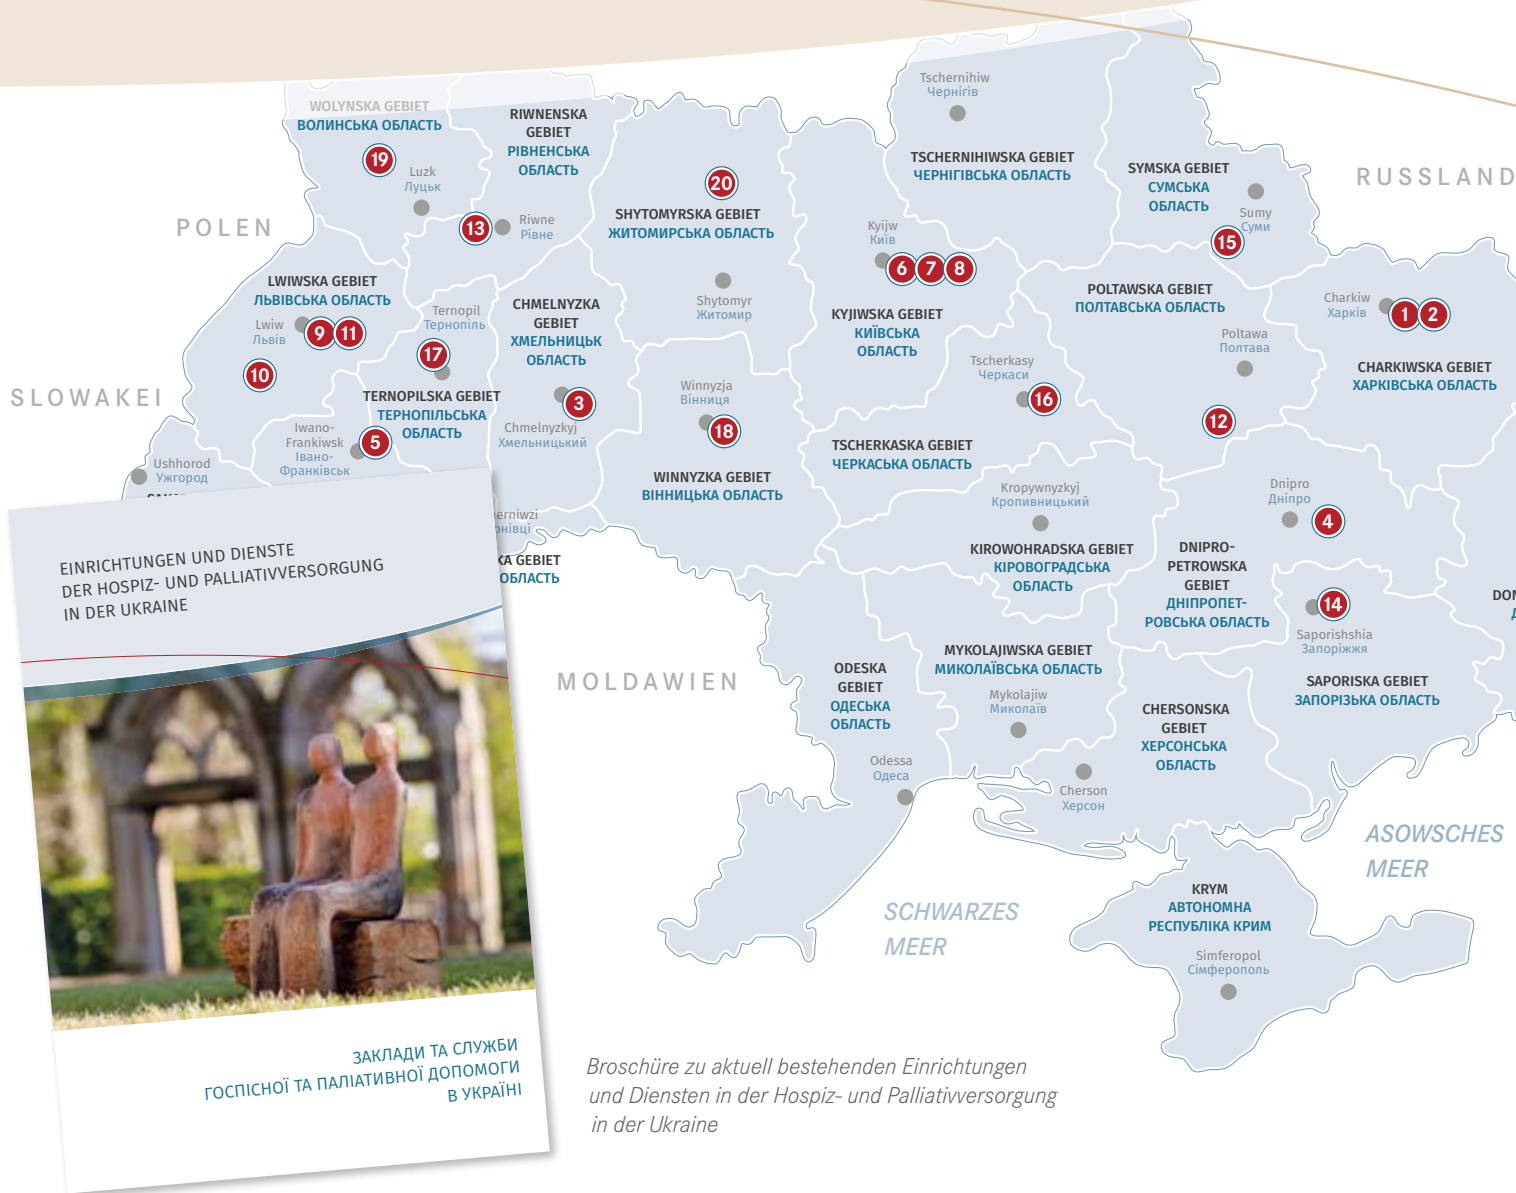 WOLYNSKA GEBIET
ВОЛИНСЬКА ОБЛАСТЬ
19
Luzk
Луцьк
RIWNENSKA
GEBIET
РІВНЕНСЬКА
ОБЛАСТЬ
13
Riwne
Рівне
20
SHYTOMYRSKA GEBIET
ЖИТОМИРСЬКА ОБЛАСТЬ
Shytomyr
Житомир
Tschernihiw
Чернігів
TSCHERNIHIWSKA GEBIET
ЧЕРНІГІВСЬКА ОБЛАСТЬ
SYMSKA GEBIET
СУМСЬКА
ОБЛАСТЬ
Sumy
Суми
15
RUSSLAND
POLEN
Kyijw
Київ
6 7 8
KYJIWSKA GEBIET
КИЇВСЬКА
ОБЛАСТЬ
LWIWSKA GEBIET
ЛЬВІВСЬКА ОБЛАСТЬ
Lwiw
Львів
9 11
10
Ternopil
Тернопіль
17
TERNOPILSKA GEBIET
ТЕРНОПІЛЬСЬКА
ОБЛАСТЬ
CHMELNYZKA
GEBIET
ХМЕЛЬНИЦЬК
ОБЛАСТЬ
3
Chmelnyzkyj
Хмельницький
POLTAWSKA GEBIET
ПОЛТАВСЬКА ОБЛАСТЬ
Poltawa
Полтава
12
Charkiw
Харків
1 2
CHARKIWSKA GEBIET
ХАРКІВСЬКА ОБЛАСТЬ
SLOWAKEI
Iwano-
Frankiwsk
Івано-
Франківськ
5
Winnyzja
Вінниця
18
WINNYZKA GEBIET
ВІННИЦЬКА ОБЛАСТЬ
Tscherkasy
Черкаси
16
TSCHERKASKA GEBIET
ЧЕРКАСЬКА ОБЛАСТЬ
Ushhorod
Ужгород
erniwzi
рнівці
KA GEBIET
ОБЛАСТЬ
Kropywnyzkyj
Кропивницький
KIROWOHRADSKA GEBIET
КІРОВОГРАДСЬКА
ОБЛАСТЬ
Dnipro
Дніпро
4
DNIPRO-
PETROWSKA
GEBIET
ДНІПРОПЕТ-
РОВСЬКА ОБЛАСТЬ
14
Saporishshia
Запоріжжя
SAPORISKA GEBIET
ЗАПОРІЗЬКА ОБЛАСТЬ
MOLDAWIEN
ODESKA
GEBIET
ОДЕСЬКА
ОБЛАСТЬ
Odessa
Одеса
MYKOLAJIWSKA GEBIET
МИКОЛАЇВСЬКА ОБЛАСТЬ
Mykolajiw
Миколаїв
CHERSONSKA
GEBIET
ХЕРСОНСЬКА
ОБЛАСТЬ
Cherson
Херсон
ASOWSCHES
MEER
SCHWARZES
MEER
KRYM
АВТОНОМНА
РЕСПУБЛІКА КРИМ
Simferopol
Сімферополь
EINRICHTUNGEN UND DIENSTE
DER HOSPIZ- UND PALLIATIVVERSORGUNG
IN DER UKRAINE
ЗАКЛАДИ ТА СЛУЖБИ
ГОСПІСНОЇ ТА ПАЛІАТИВНОЇ ДОПОМОГИ
В УКРАЇНІ
Broschüre zu aktuell bestehenden Einrichtungen
und Diensten in der Hospiz- und Palliativversorgung
in der Ukraine